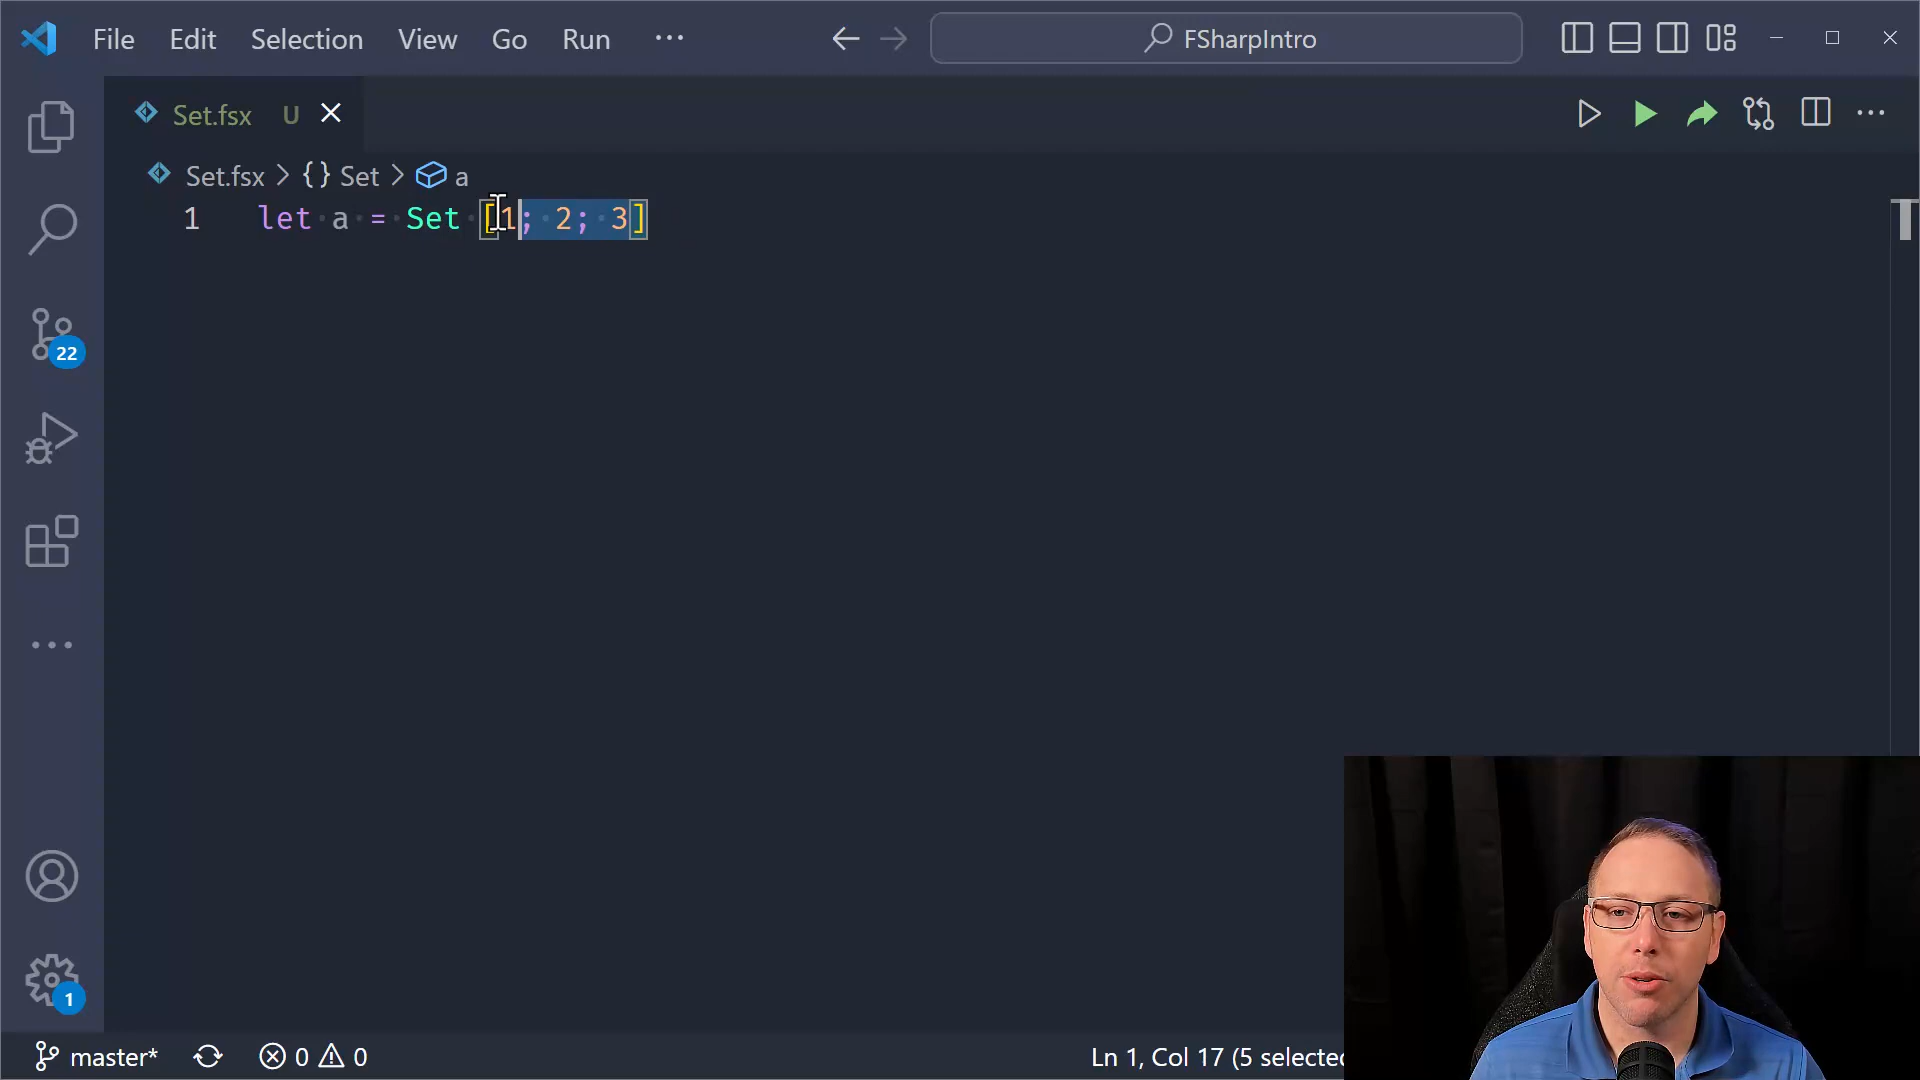 File Edit Selection View Go Run ··· FSharpIntro
Set.fsx U
Set.fsx > {} Set > a
1 let a = Set [1; 2; 3]
22
1
master* 0 0 Ln 1, Col 17 (5 selected